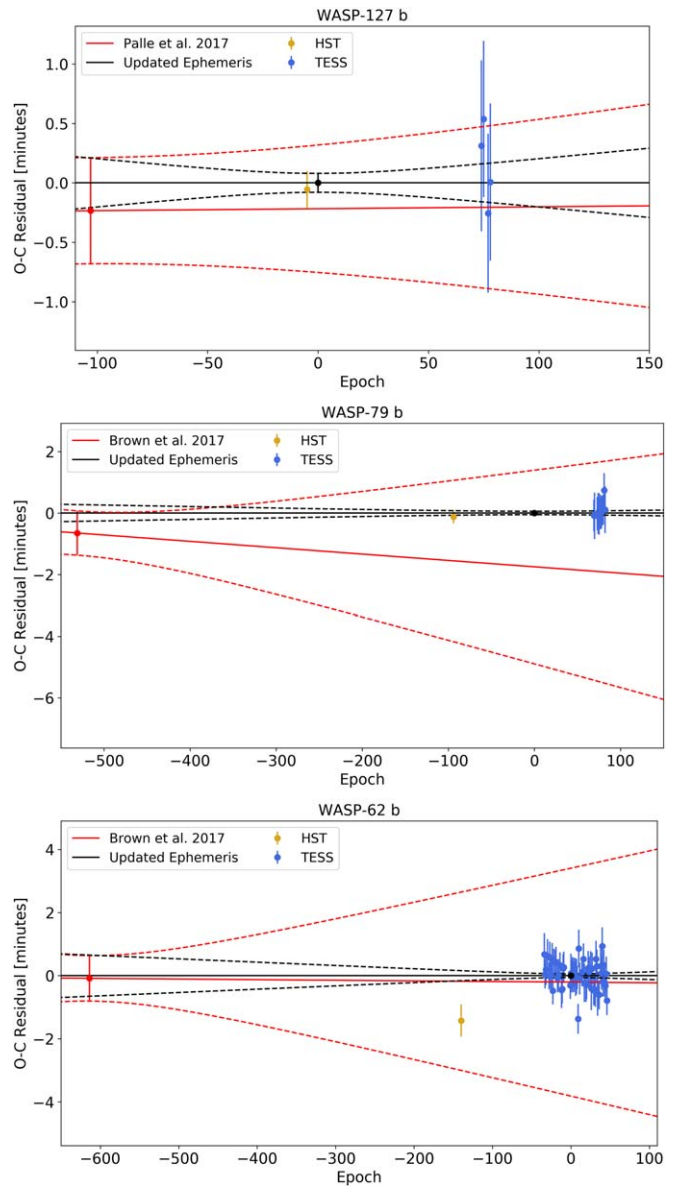 WASP-127 b
Palle et al. 2017 HST
Updated Ephemeris TESS
O-C Residual [minutes]
1.0
0.5
0.0
−0.5
−1.0
−100 −50 0 50 100 150
Epoch
WASP-79 b
Brown et al. 2017 HST
Updated Ephemeris TESS
O-C Residual [minutes]
2
0
−2
−4
−6
−500 −400 −300 −200 −100 0 100
Epoch
WASP-62 b
Brown et al. 2017 HST
Updated Ephemeris TESS
O-C Residual [minutes]
4
2
0
−2
−4
−600 −500 −400 −300 −200 −100 0 100
Epoch